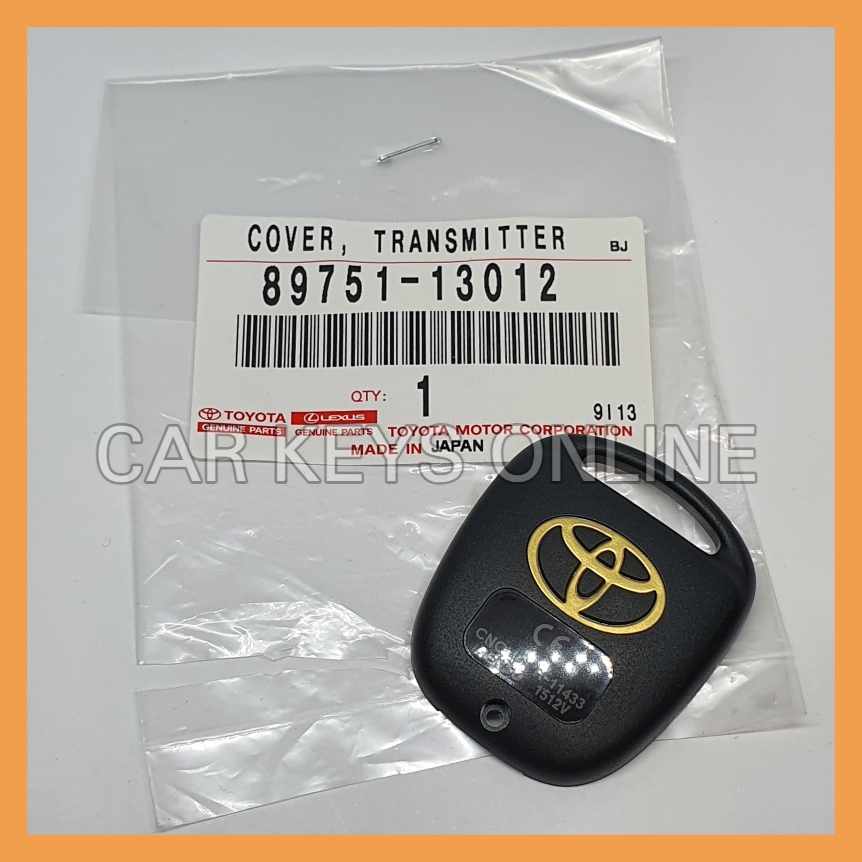 COVER, TRANSMITTER BJ
89751-13012
QTY: 1
9I13
TOYOTA LEXUS
GENUINE PARTS GENUINE PARTS TOYOTA MOTOR CORPORATION
MADE IN JAPAN
CAR KEYS ONLINE
CE
11433
1512V